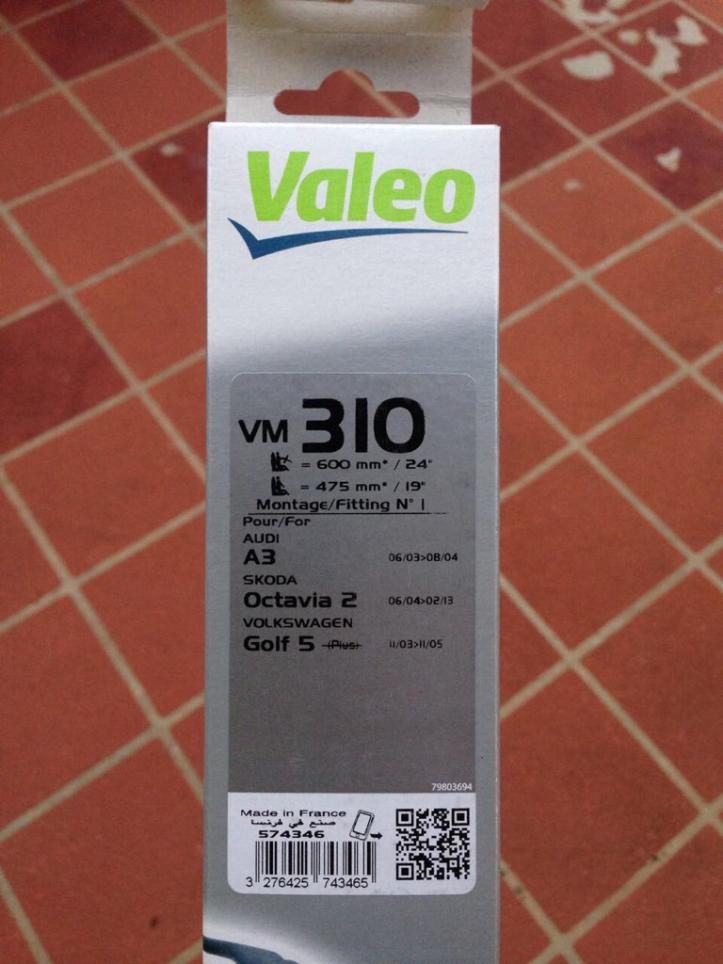 Valeo
VM 310
= 600 mm* / 24"
= 475 mm* / 19"
Montage/Fitting N° 1
Pour/For
AUDI
A3 06/03>08/04
SKODA
Octavia 2 06/04>02/13
VOLKSWAGEN
Golf 5 (Plus) 11/03>11/05
79803694
Made in France
صنع في فرنسا
574346
3 276425 743465